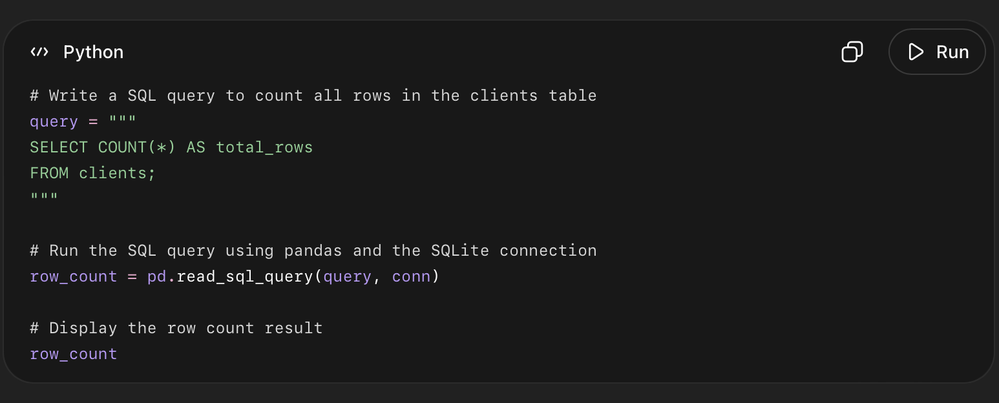 Python
Run
# Write a SQL query to count all rows in the clients table
query = """
SELECT COUNT(*) AS total_rows
FROM clients;
"""
# Run the SQL query using pandas and the SQLite connection
row_count = pd.read_sql_query(query, conn)
# Display the row count result
row_count